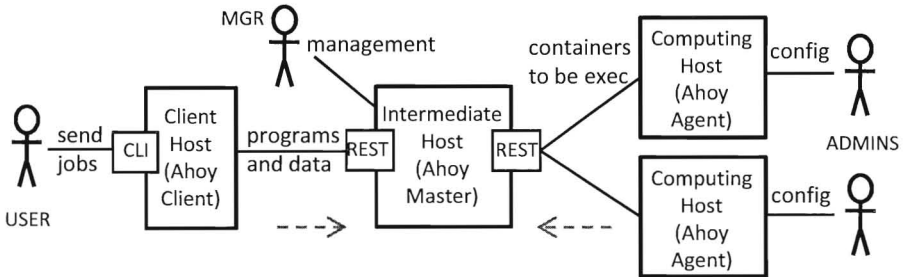 MGR
management
USER
send
jobs
CLI
Client
Host
(Ahoy
Client)
programs
and data
REST
Intermediate
Host
(Ahoy
Master)
REST
containers
to be exec
Computing
Host
(Ahoy
Agent)
config
ADMINS
Computing
Host
(Ahoy
Agent)
config